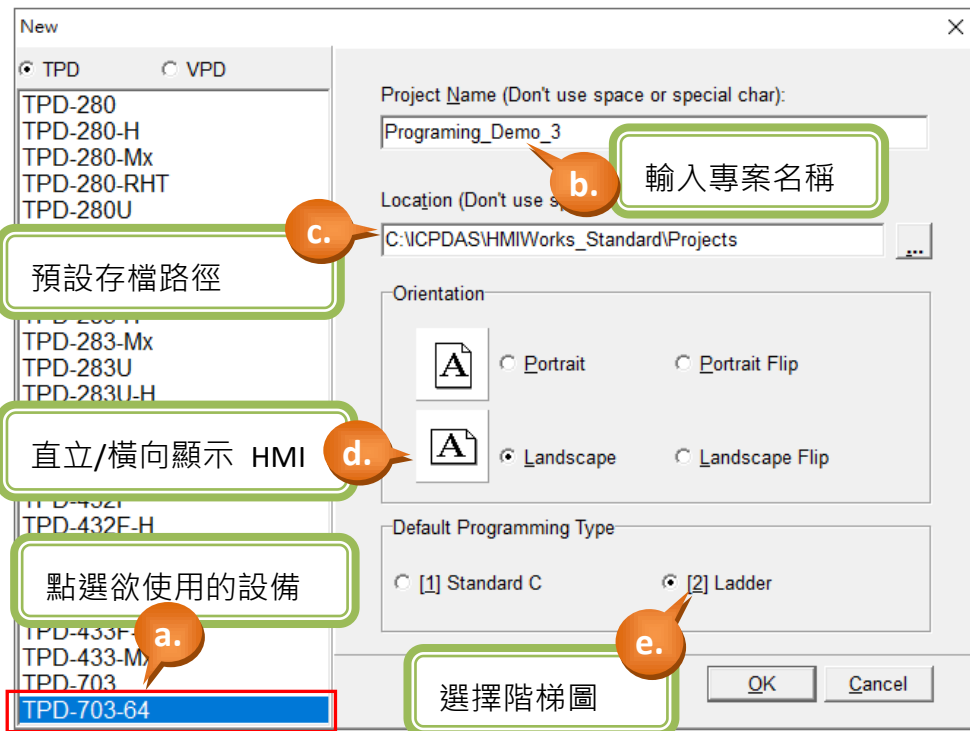 New
TPD
VPD
TPD-280
TPD-280-H
TPD-280-Mx
TPD-280-RHT
TPD-280U
預設存檔路徑
TPD-283-Mx
TPD-283U
TPD-283U-H
直立/橫向顯示 HMI
TPD-432F-H
點選欲使用的設備
a.
TPD-433-Mx
TPD-703
TPD-703-64
Project Name (Don't use space or special char):
Programing_Demo_3
b.
輸入專案名稱
Location (Don't use
c.
C:\ICPDAS\HMIWorks_Standard\Projects
...
Orientation
A
Portrait
Portrait Flip
d.
A
Landscape
Landscape Flip
Default Programming Type
[1] Standard C
[2] Ladder
e.
選擇階梯圖
OK
Cancel